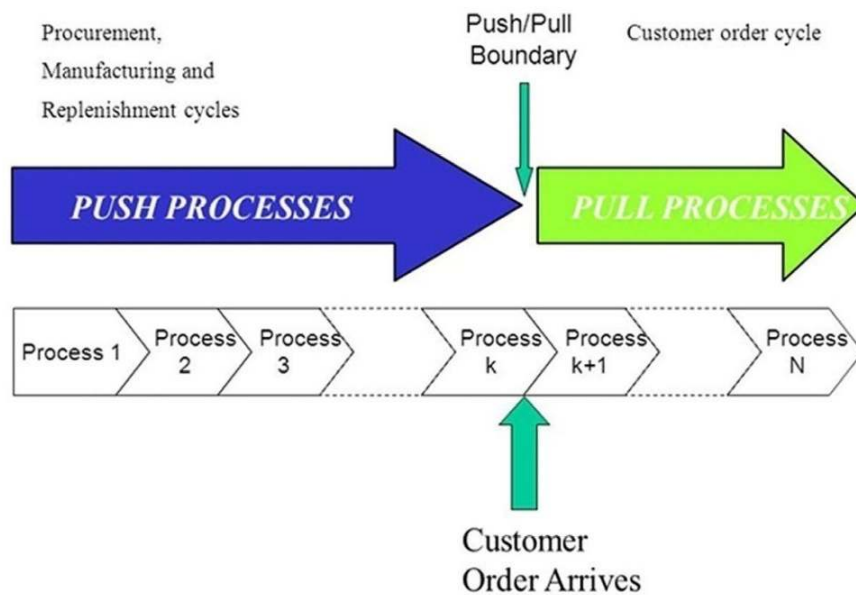 Procurement,
Manufacturing and
Replenishment cycles
Push/Pull
Boundary
Customer order cycle
PUSH PROCESSES
PULL PROCESSES
Process 1
Process
2
Process
3
Process
k
Process
k+1
Process
N
Customer
Order Arrives